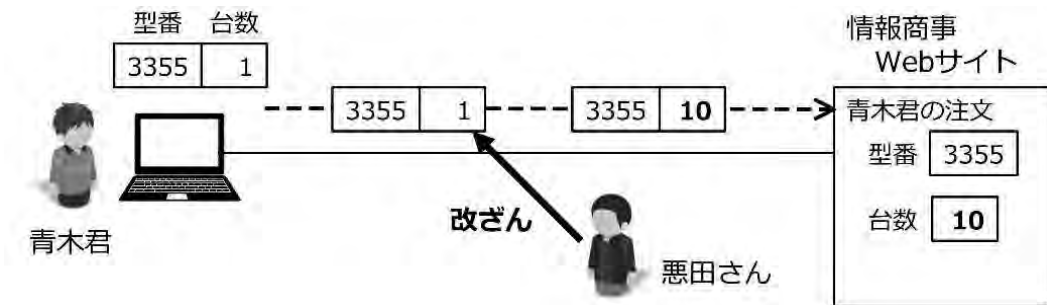 型番 台数
3355 1
情報商事
Webサイト
3355 1
3355 10
青木君の注文
型番 3355
台数 10
改ざん
青木君
悪田さん